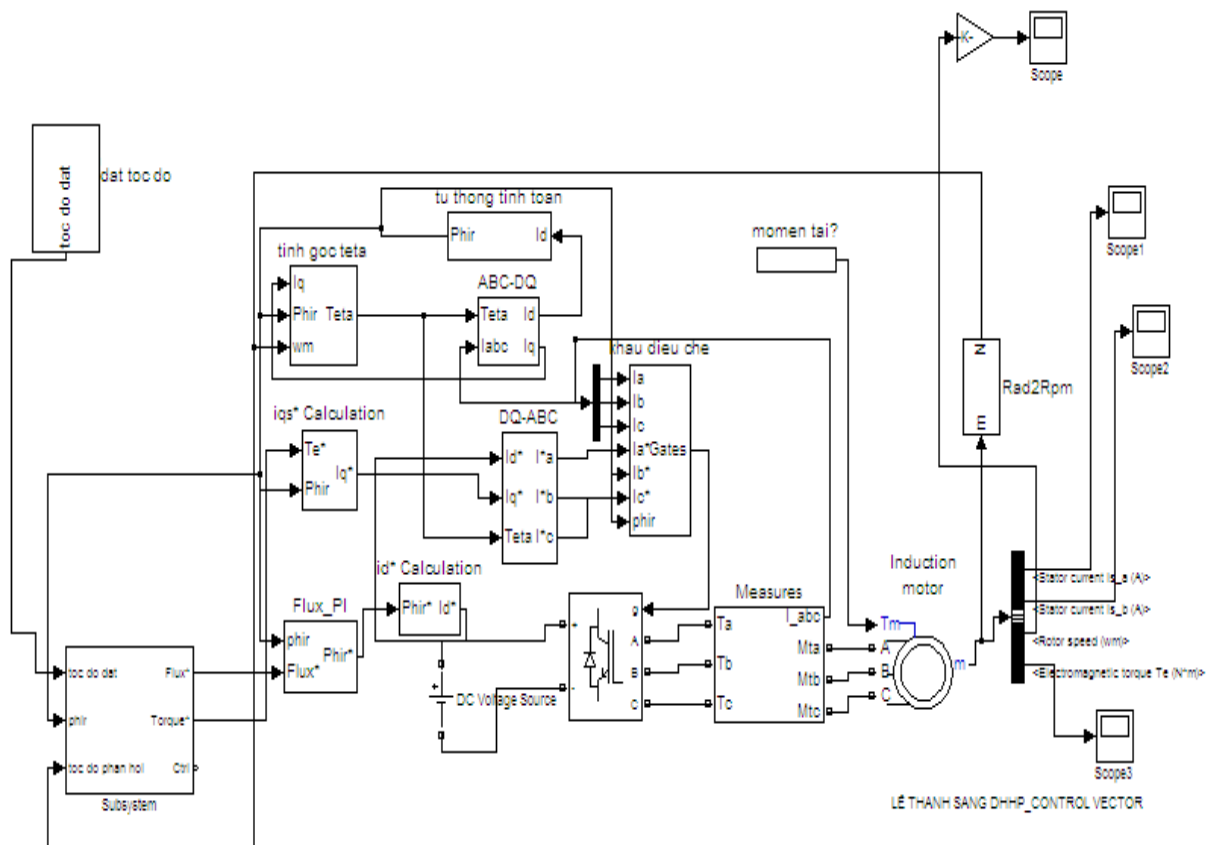 K-
Scope
toc do dat
dat toc do
tu thong tinh toan
Phir Id
momen tai?
Scope1
tinh goc teta
Iq
Phir Teta
wm
ABC-DQ
Teta Id
Iabc Iq
Scope2
N
Rad2Rpm
m
khau dieu che
Ia
Ib
Ic
Ia*Gates
Ib*
Ic*
phir
iqs* Calculation
Te*
Iq*
Phir
DQ-ABC
Id* I*a
Iq* I*b
Teta I*c
id* Calculation
Phir* Id*
Flux_PI
phir
Phir*
Flux*
toc do dat Flux*
phir Torque*
toc do phan hoi Ctrl
Subsystem
+
DC Voltage Source
+
-
g
A
B
C
Measures
I_abc
Ta
Mta
Tb
Mtb
Tc
Mtc
Induction
motor
Tm
A
B
C
m
<Stator current Is_a (A)>
<Stator current Is_b (A)>
<Rotor speed (wm)>
<Electromagnetic torque Te (N*m)>
Scope3
LÊ THANH SANG DHHP_CONTROL VECTOR